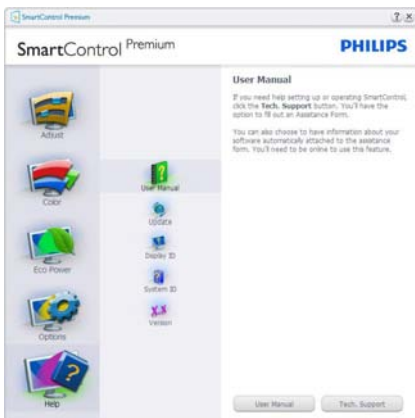 SmartControl Premium
SmartControl Premium
PHILIPS
Adjust
Color
Eco Power
Options
Help
User Manual
Update
Display ID
System ID
Version
User Manual
If you need help setting up or operating SmartControl,
click the Tech. Support button. You'll have the
option to fill out an Assistance Form.
You can also choose to have information about your
software automatically attached to the assistance
form. You'll need to be online to use this feature.
User Manual
Tech. Support